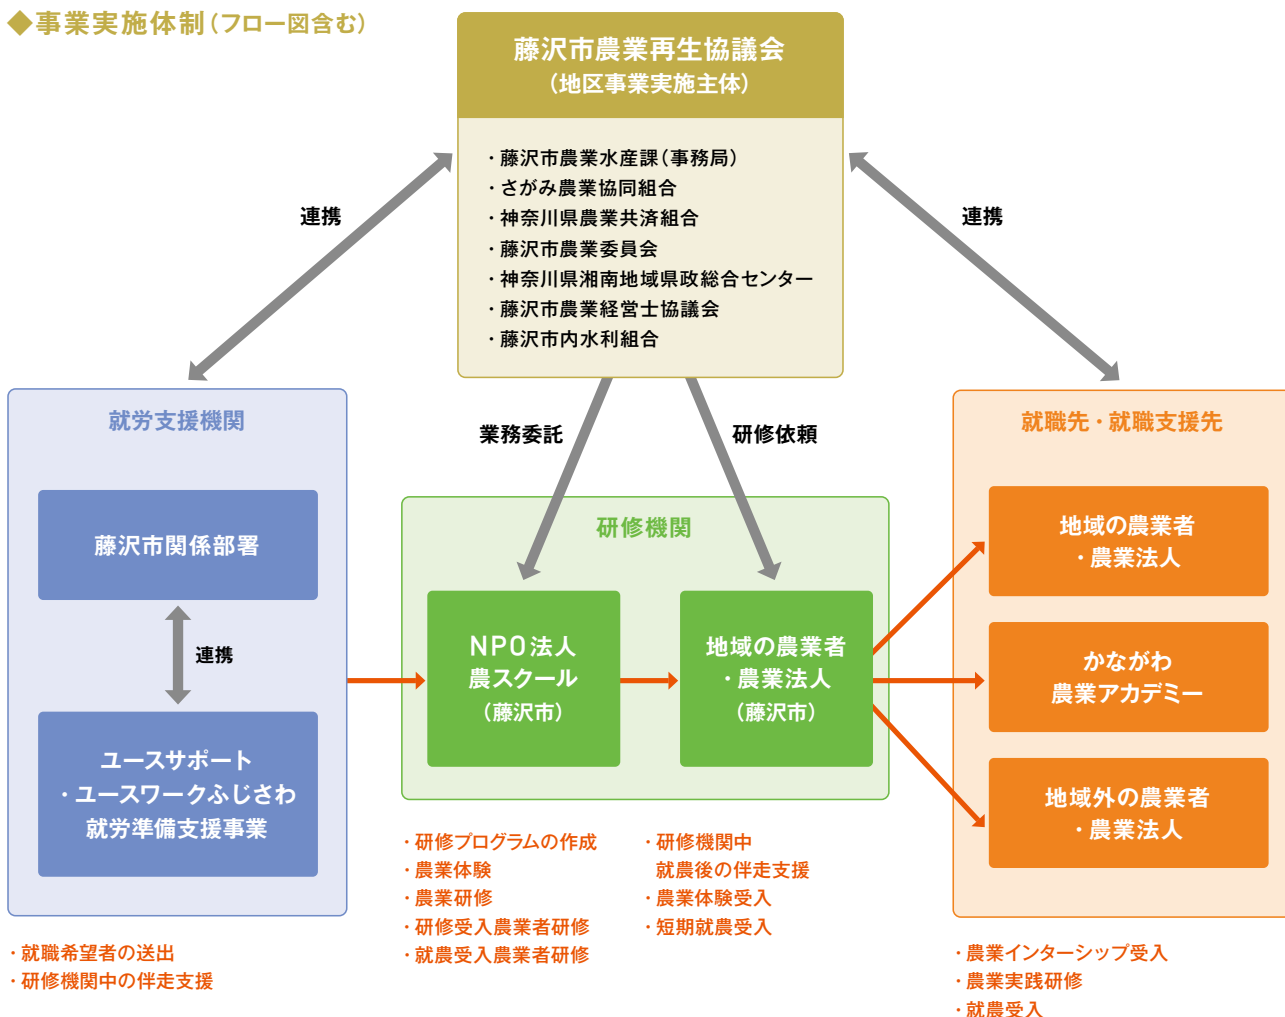 ◆事業実施体制(フロー図含む)
藤沢市農業再生協議会
(地区事業実施主体)
・藤沢市農業水産課(事務局)
・さがみ農業協同組合
・神奈川県農業共済組合
・藤沢市農業委員会
・神奈川県湘南地域県政総合センター
・藤沢市農業経営士協議会
・藤沢市内水利組合
連携
連携
業務委託
研修依頼
就労支援機関
藤沢市関係部署
連携
ユースサポート
・ユースワークふじさわ
就労準備支援事業
・就職希望者の送出
・研修機関中の伴走支援
研修機関
NPO法人
農スクール
(藤沢市)
地域の農業者
・農業法人
(藤沢市)
・研修プログラムの作成
・農業体験
・農業研修
・研修受入農業者研修
・就農受入農業者研修
・研修機関中
就農後の伴走支援
・農業体験受入
・短期就農受入
就職先・就職支援先
地域の農業者
・農業法人
かながわ
農業アカデミー
地域外の農業者
・農業法人
・農業インターシップ受入
・農業実践研修
・就農受入